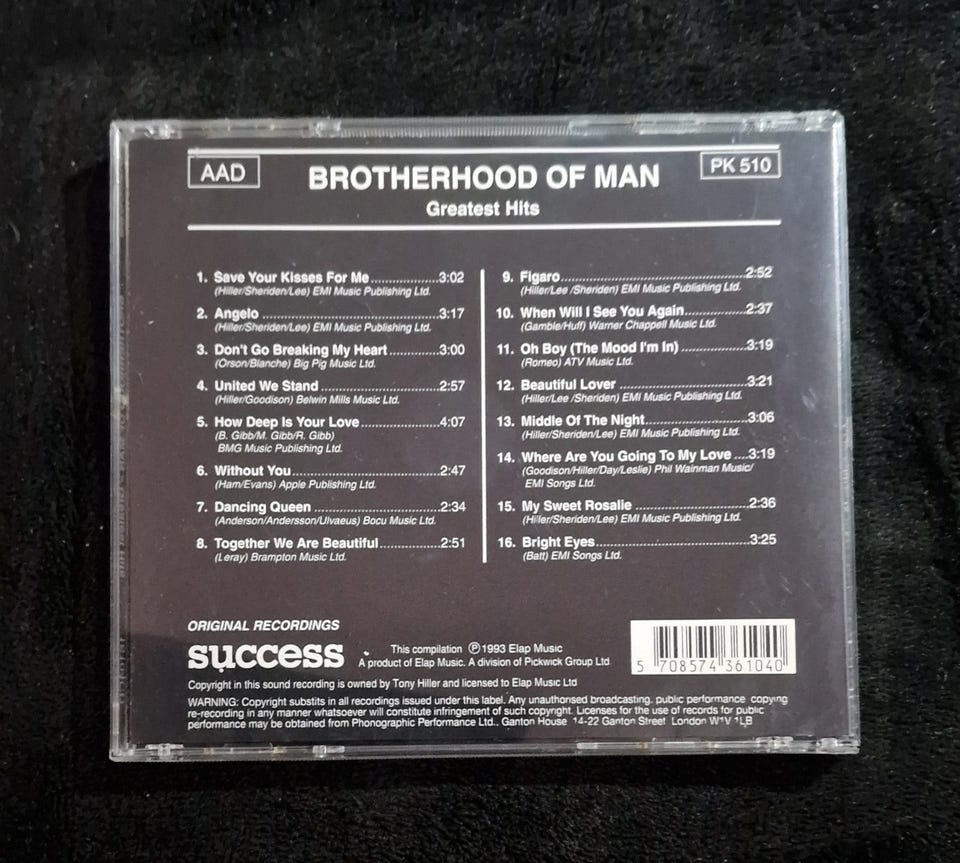 AAD
BROTHERHOOD OF MAN
PK 510
Greatest Hits
1. Save Your Kisses For Me....................3:02
(Hiller/Sheriden/Lee) EMI Music Publishing Ltd.
2. Angelo ....................3:17
(Hiller/Sheriden/Lee) EMI Music Publishing Ltd.
3. Don't Go Breaking My Heart....................3:00
(Orson/Blanche) Big Pig Music Ltd.
4. United We Stand ....................2:57
(Hiller/Goodison) Belwin Mills Music Ltd.
5. How Deep Is Your Love....................4:07
(B. Gibb/M. Gibb/R. Gibb)
BMG Music Publishing Ltd.
6. Without You....................2:47
(Ham/Evans) Apple Publishing Ltd.
7. Dancing Queen ....................2:34
(Anderson/Andersson/Ulvaeus) Bocu Music Ltd.
8. Together We Are Beautiful....................2:51
(Leray) Brampton Music Ltd.
9. Figaro....................2:52
(Hiller/Lee /Sheriden) EMI Music Publishing Ltd.
10. When Will I See You Again....................2:37
(Gamble/Huff) Warner Chappell Music Ltd.
11. Oh Boy (The Mood I'm In) ....................3:19
(Romeo) ATV Music Ltd.
12. Beautiful Lover ....................3:21
(Hiller/Lee /Sheriden) EMI Music Publishing Ltd.
13. Middle Of The Night....................3:06
(Hiller/Sheriden/Lee) EMI Music Publishing Ltd.
14. Where Are You Going To My Love ....3:19
(Goodison/Hiller/Day/Leslie) Phil Wainman Music/
EMI Songs Ltd.
15. My Sweet Rosalie ....................2:36
(Hiller/Sheriden/Lee) EMI Music Publishing Ltd.
16. Bright Eyes....................3:25
(Batt) EMI Songs Ltd.
ORIGINAL RECORDINGS
success
This compilation ℗1993 Elap Music
A product of Elap Music. A division of Pickwick Group Ltd
5 708574 361040
Copyright in this sound recording is owned by Tony Hiller and licensed to Elap Music Ltd
WARNING: Copyright substits in all recordings issued under this label. Any unauthorised broadcasting, public performance copying
re-recording in any manner whatsoever will constitute infringement of such copyright. Licenses for the use of records for public
performance may be obtained from Phonographic Performance Ltd., Ganton House 14-22 Ganton Street London W1V 1LB